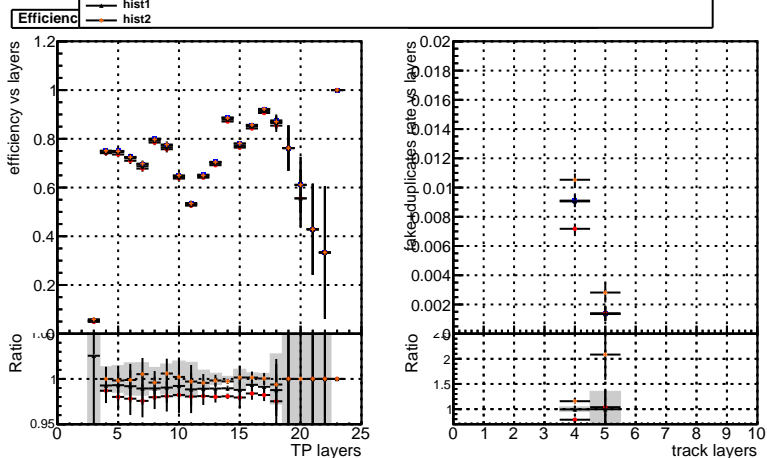 hist1
Efficienc
hist2
efficiency vs layers
1.2
1
0.8
0.6
0.4
0.2
Ratio
1
0.95
0 5 10 15 20 25
TP layers
fake+duplicates rate vs layers
0.02
0.018
0.016
0.014
0.012
0.01
0.008
0.006
0.004
0.002
Ratio
2
1.5
1
0 1 2 3 4 5 6 7 8 9 10
track layers